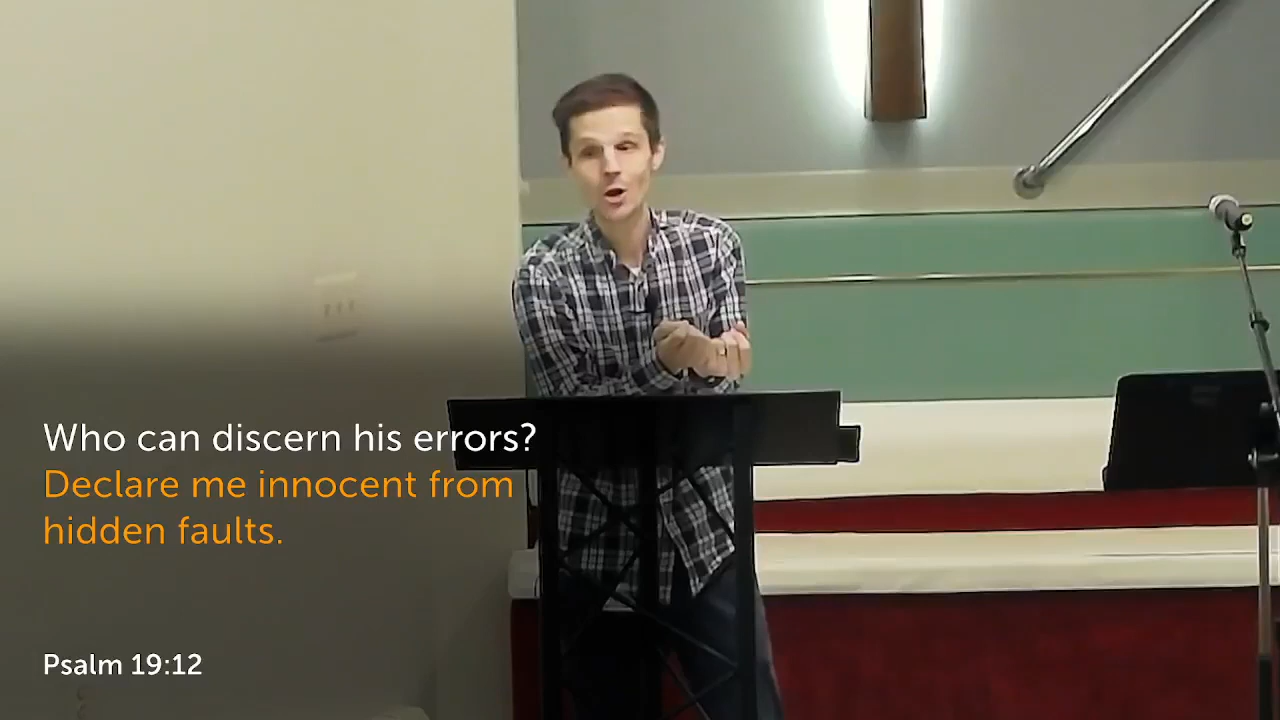 Who can discern his errors?
Declare me innocent from
hidden faults.
Psalm 19:12